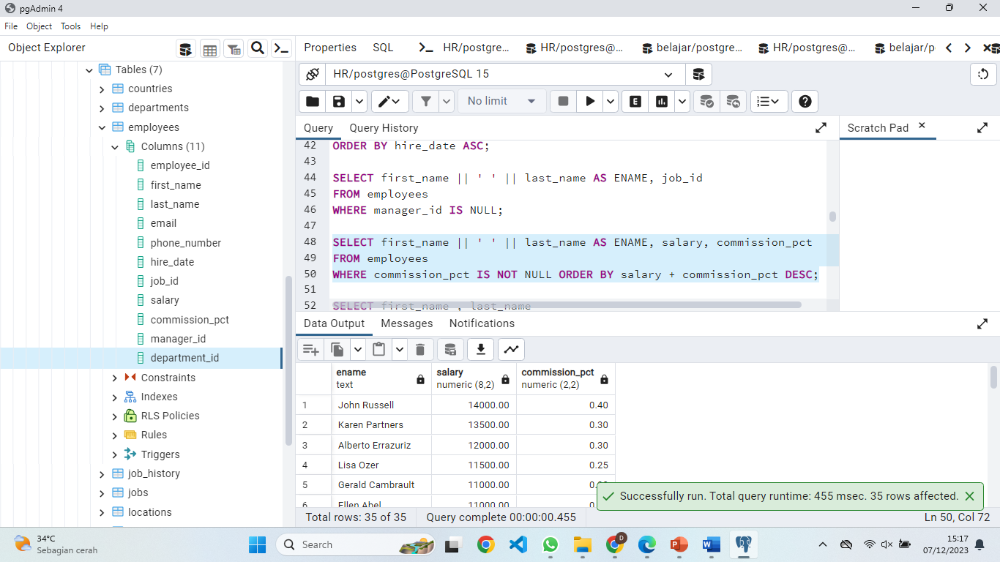 pgAdmin 4
File Object Tools Help
Object Explorer
Properties SQL HR/postgre... HR/postgres@... belajar/postgre... HR/postgres@... belajar/p
Tables (7)
countries
departments
employees
Columns (11)
employee_id
first_name
last_name
email
phone_number
hire_date
job_id
salary
commission_pct
manager_id
department_id
Constraints
Indexes
RLS Policies
Rules
Triggers
job_history
jobs
locations
HR/postgres@PostgreSQL 15
No limit
E
Query Query History
Scratch Pad
42 ORDER BY hire_date ASC;
43
44 SELECT first_name || ' ' || last_name AS ENAME, job_id
45 FROM employees
46 WHERE manager_id IS NULL;
47
48 SELECT first_name || ' ' || last_name AS ENAME, salary, commission_pct
49 FROM employees
50 WHERE commission_pct IS NOT NULL ORDER BY salary + commission_pct DESC;
51
52 SELECT first_name , last_name
Data Output Messages Notifications
ename salary commission_pct
text numeric (8,2) numeric (2,2)
1 John Russell 14000.00 0.40
2 Karen Partners 13500.00 0.30
3 Alberto Errazuriz 12000.00 0.30
4 Lisa Ozer 11500.00 0.25
5 Gerald Cambrault 11000.00
6 Ellen Abel 11000.00
Successfully run. Total query runtime: 455 msec. 35 rows affected.
Total rows: 35 of 35 Query complete 00:00:00.455 Ln 50, Col 72
34°C
Sebagian cerah
Search
D
15:17
07/12/2023